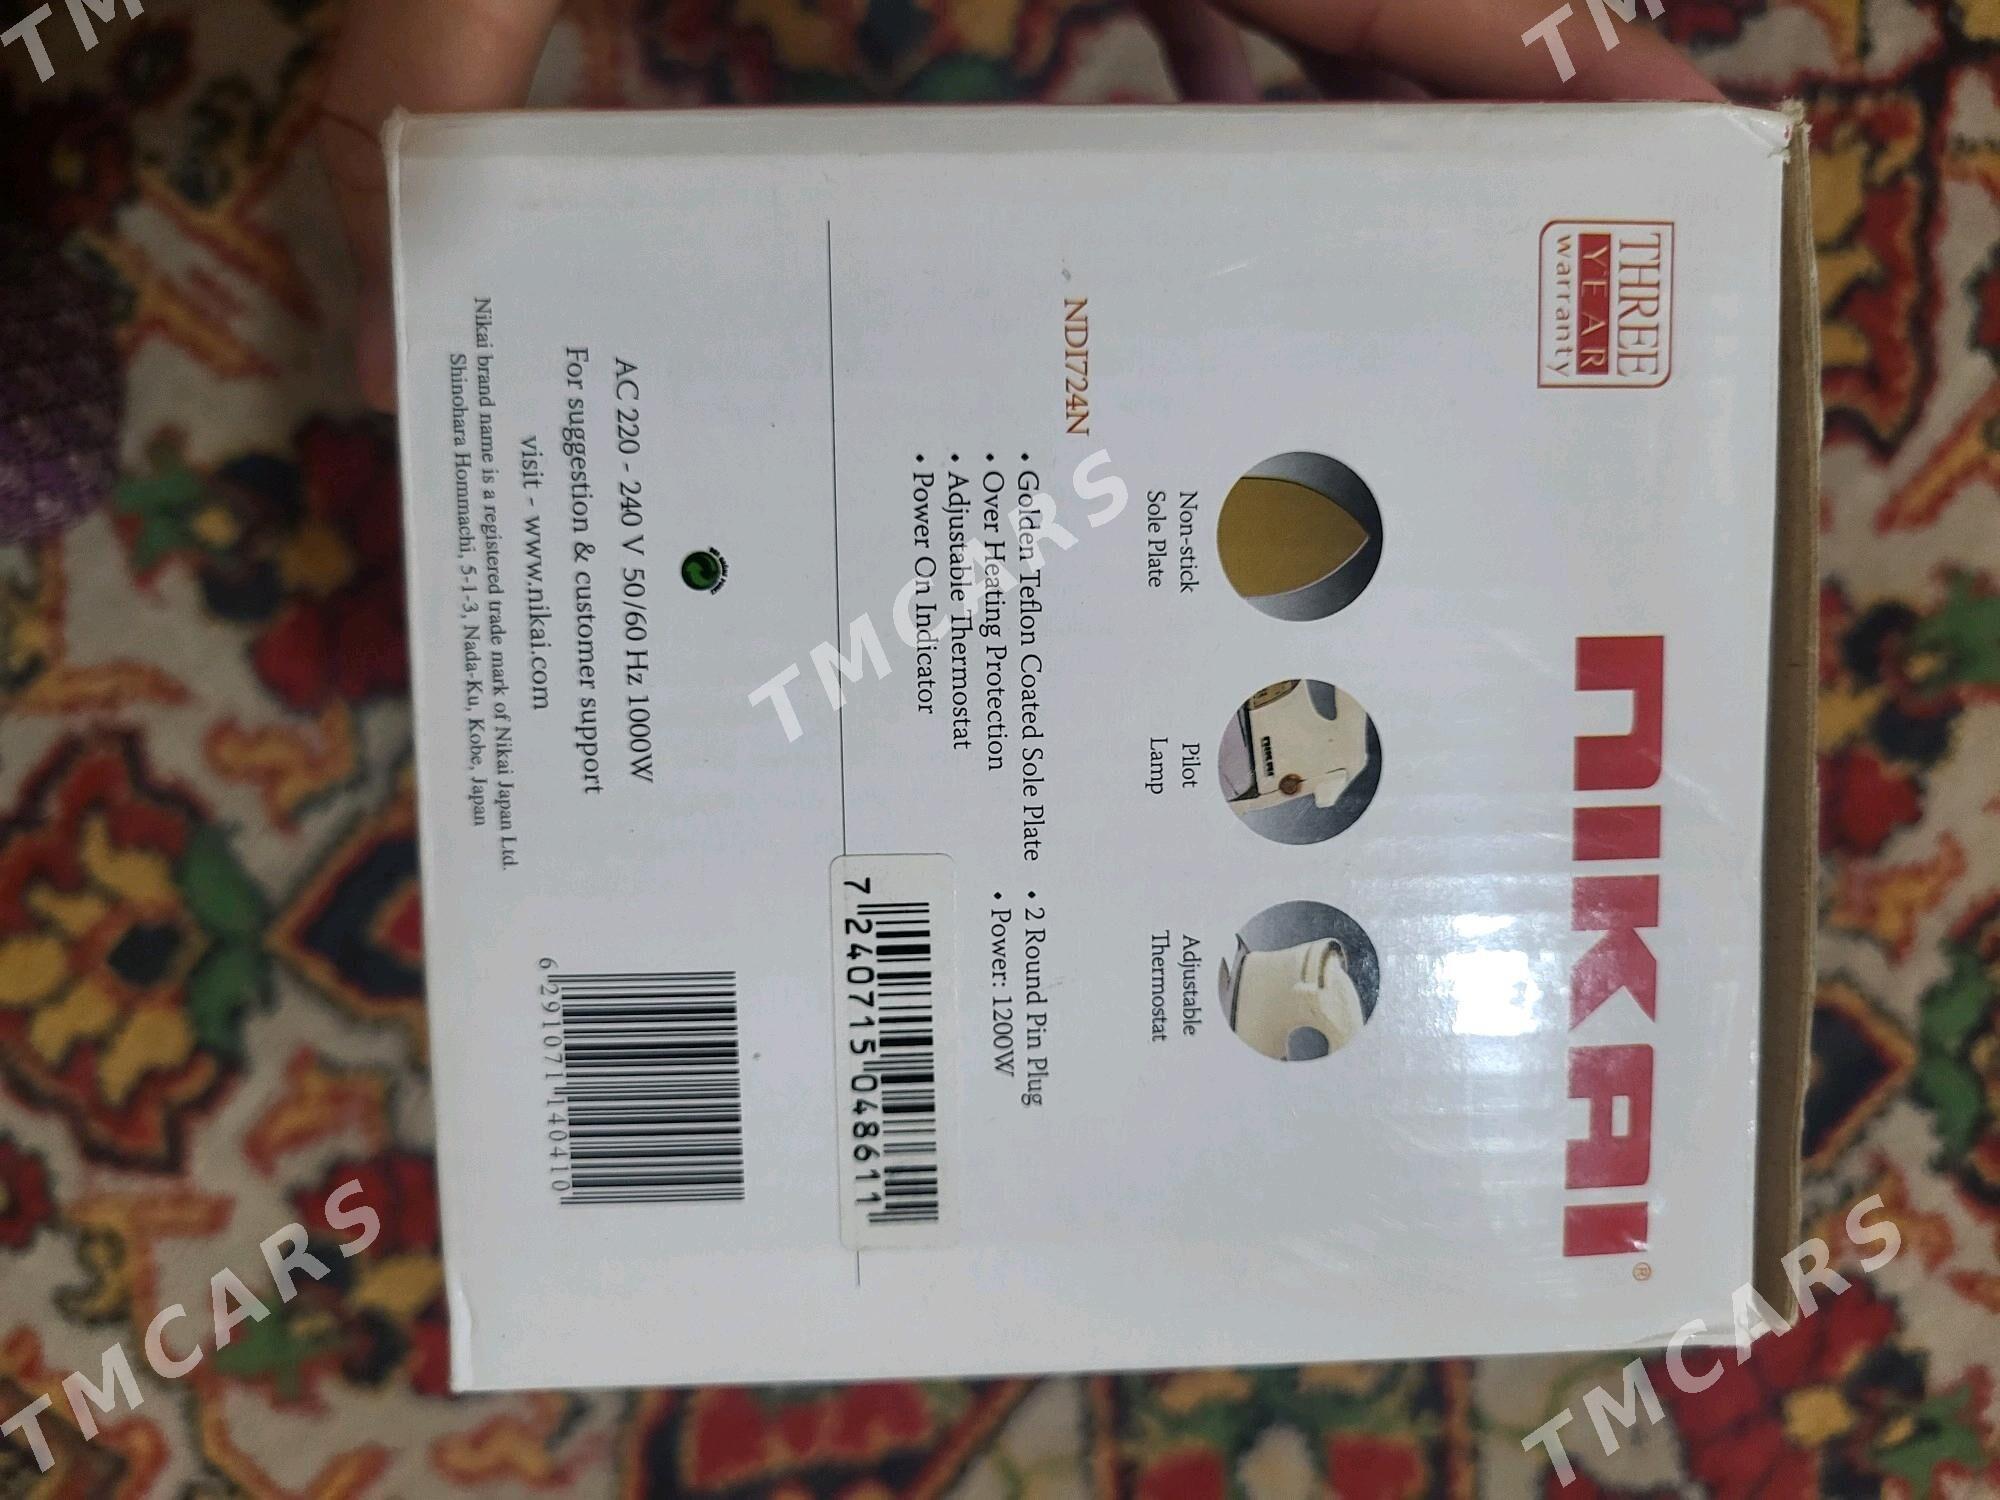 THREE
YEAR
warranty
nikai®
Non-stick
Sole Plate
Pilot
Lamp
Adjustable
Thermostat
NDI724N
• Golden Teflon Coated Sole Plate
• Over Heating Protection
• Adjustable Thermostat
• Power On Indicator
• 2 Round Pin Plug
• Power: 1200W
7 240715 048611
AC 220 - 240 V 50/60 Hz 1000W
For suggestion & customer support
visit - www.nikai.com
Nikai brand name is a registered trade mark of Nikai Japan Ltd.
Shinohara Hommachi, 5-1-3, Nada-Ku, Kobe, Japan
6 291071 140410
TMCARS
TMCARS
TMCARS
TM
TM